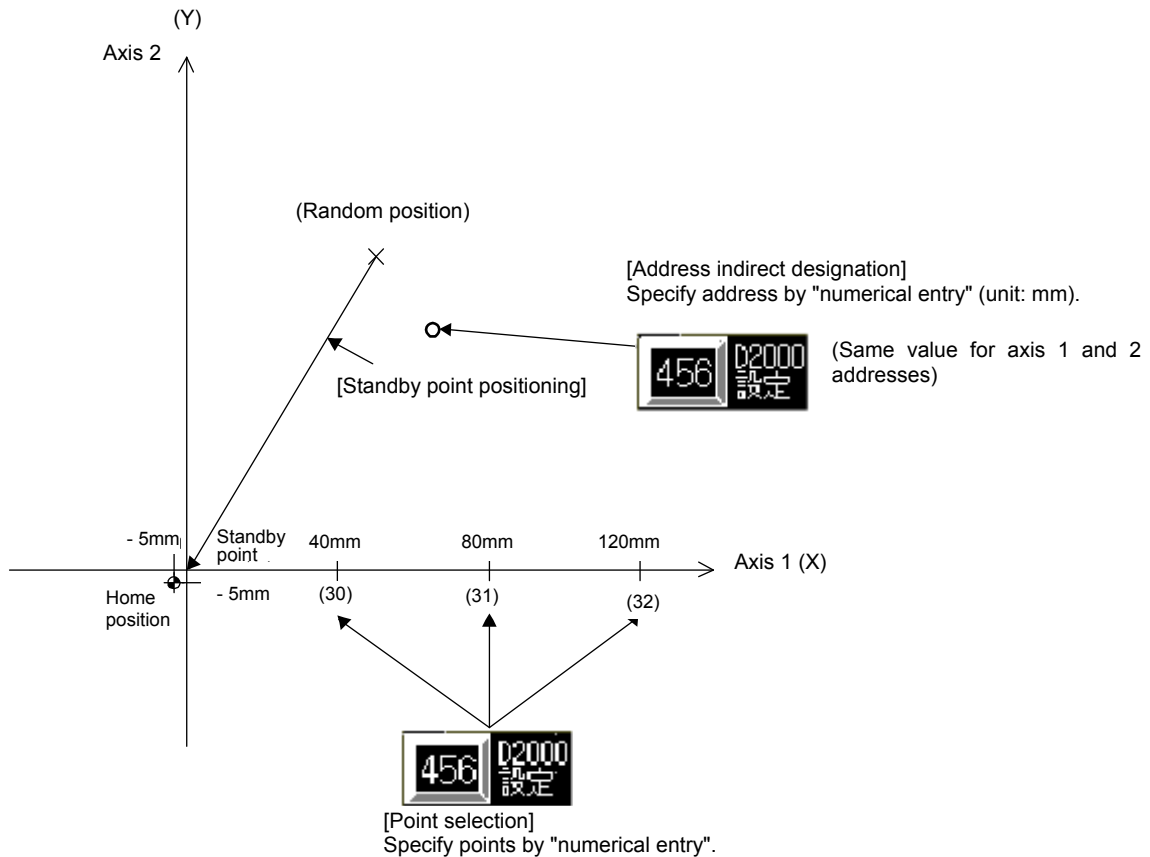 (Y)
Axis 2
(Random position)
[Address indirect designation]
Specify address by "numerical entry" (unit: mm).
456
D2000
設定
(Same value for axis 1 and 2
addresses)
[Standby point positioning]
- 5mm
Standby
point
40mm
80mm
120mm
Axis 1 (X)
Home
position
- 5mm
(30)
(31)
(32)
456
D2000
設定
[Point selection]
Specify points by "numerical entry".